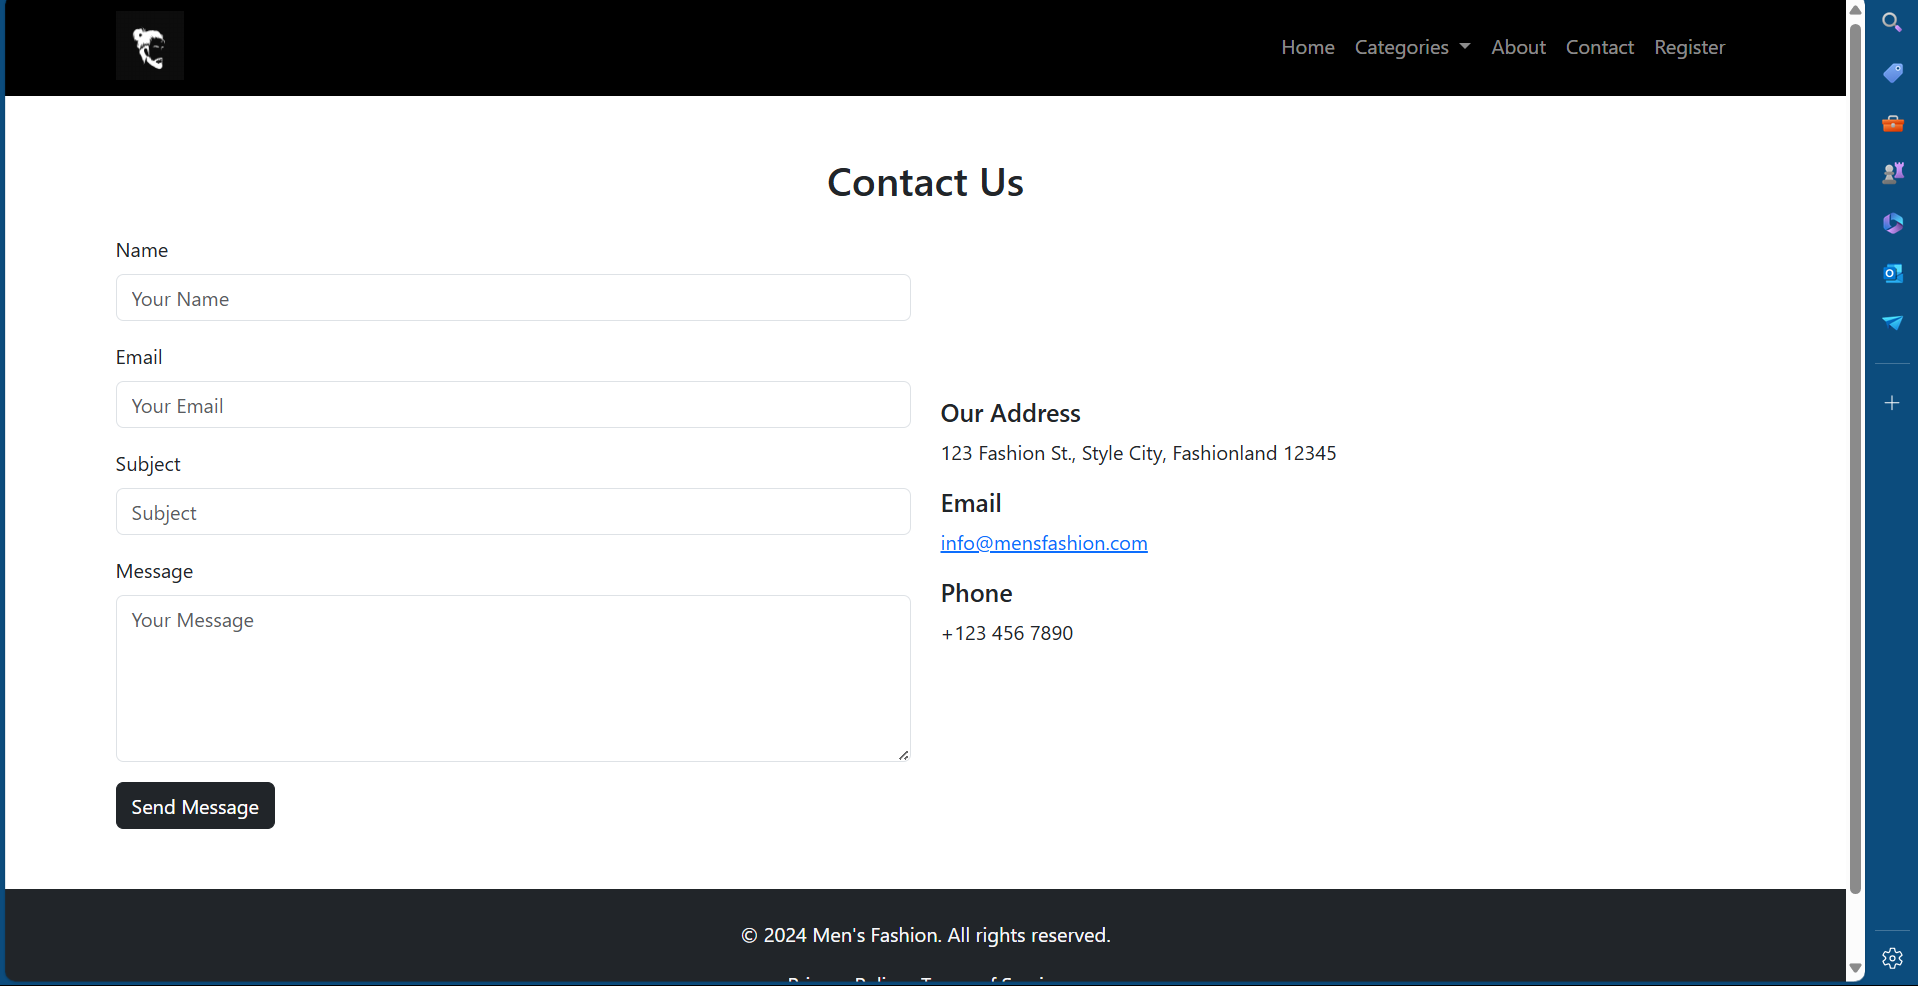 Home Categories About Contact Register
Contact Us
Name
Your Name
Email
Your Email
Subject
Subject
Message
Your Message
Send Message
Our Address
123 Fashion St., Style City, Fashionland 12345
Email
info@mensfashion.com
Phone
+123 456 7890
© 2024 Men's Fashion. All rights reserved.